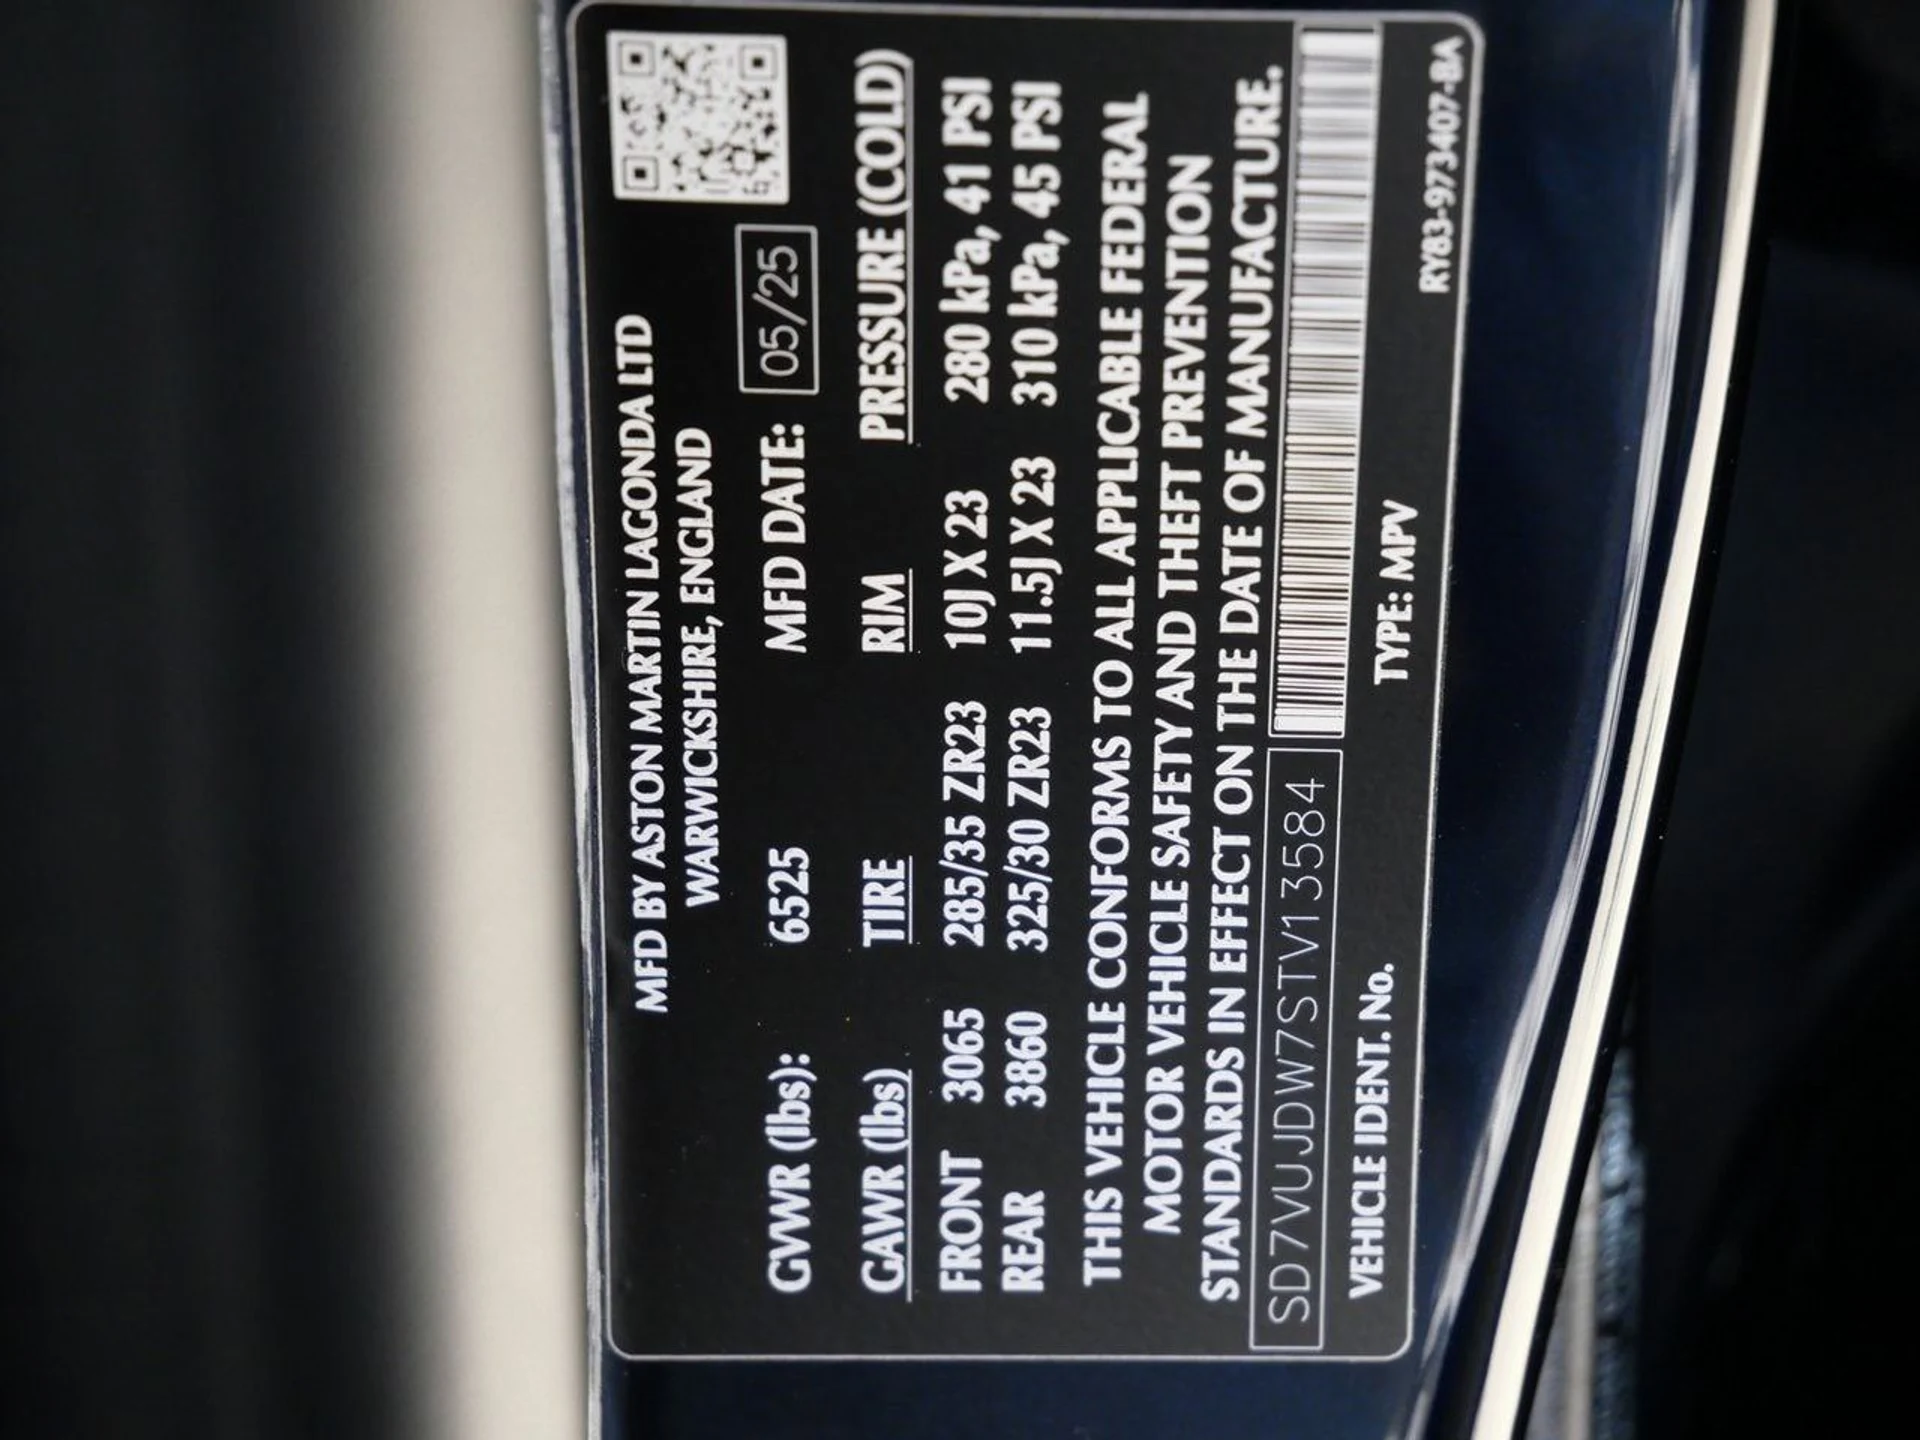 MFD BY ASTON MARTIN LAGONDA LTD
WARWICKSHIRE, ENGLAND
GVWR (lbs): 6525 MFD DATE: 05/25
GAWR (lbs) TIRE RIM PRESSURE (COLD)
FRONT 3065 285/35 ZR23 10J X 23 280 kPa, 41 PSI
REAR 3860 325/30 ZR23 11.5J X 23 310 kPa, 45 PSI
THIS VEHICLE CONFORMS TO ALL APPLICABLE FEDERAL
MOTOR VEHICLE SAFETY AND THEFT PREVENTION
STANDARDS IN EFFECT ON THE DATE OF MANUFACTURE.
SD7VUJDW7STV13584
VEHICLE IDENT. No. TYPE: MPV
RY83-973407-BA